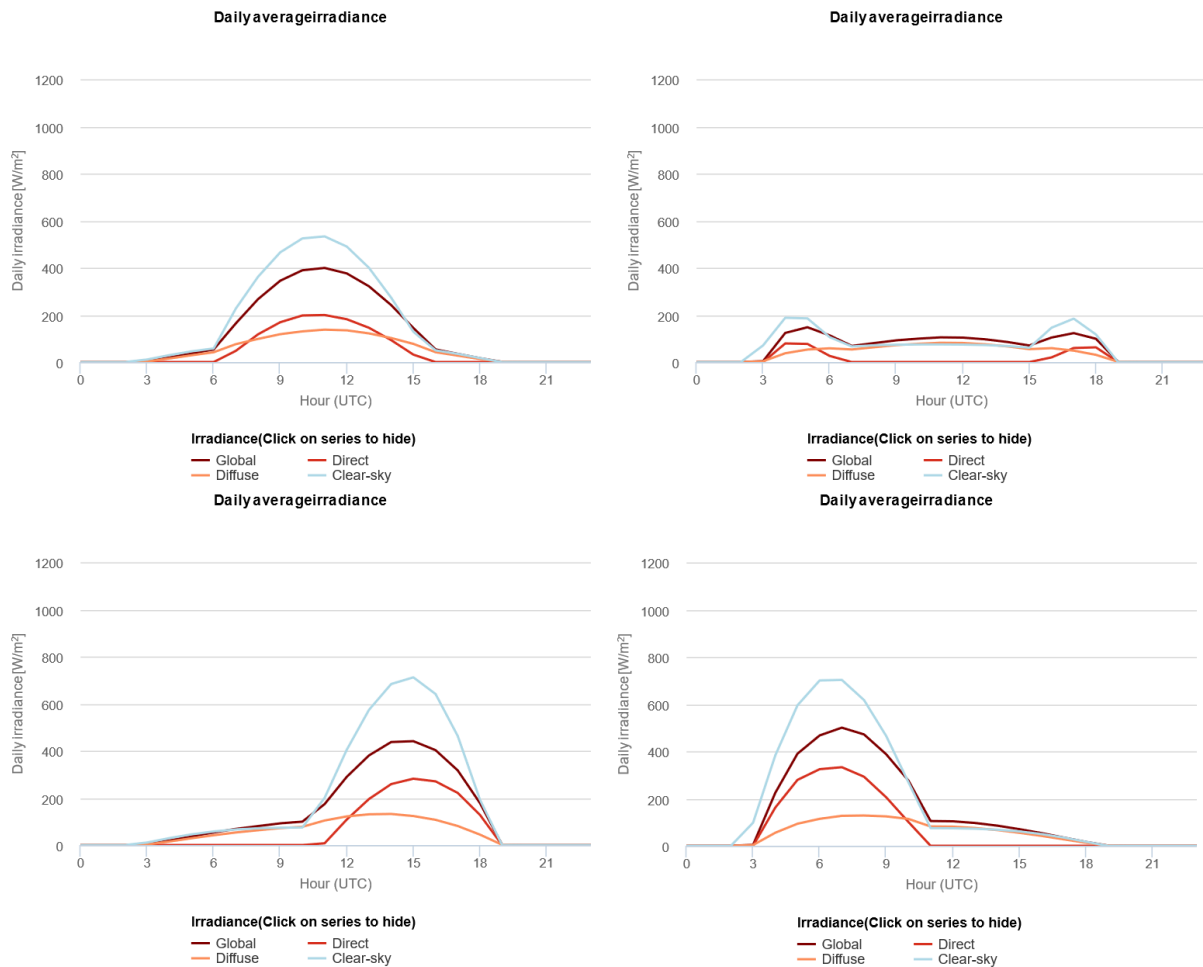 Daily averageirradiance
1200
1000
800
600
400
200
0
Daily irradiance [W/m²]
0 3 6 9 12 15 18 21
Hour (UTC)
Irradiance(Click on series to hide)
Global Direct
Diffuse Clear-sky
Daily averageirradiance
1200
1000
800
600
400
200
0
Daily irradiance [W/m²]
0 3 6 9 12 15 18 21
Hour (UTC)
Irradiance(Click on series to hide)
Global Direct
Diffuse Clear-sky
Daily averageirradiance
1200
1000
800
600
400
200
0
Daily irradiance [W/m²]
0 3 6 9 12 15 18 21
Hour (UTC)
Irradiance(Click on series to hide)
Global Direct
Diffuse Clear-sky
Daily averageirradiance
1200
1000
800
600
400
200
0
Daily irradiance [W/m²]
0 3 6 9 12 15 18 21
Hour (UTC)
Irradiance(Click on series to hide)
Global Direct
Diffuse Clear-sky